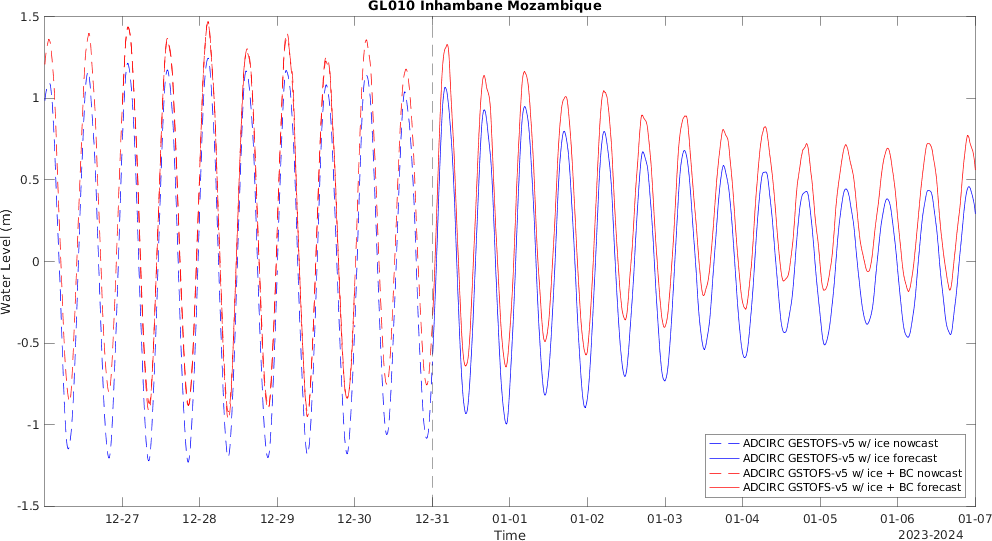 GL010 Inhambane Mozambique
Water Level (m)
1.5
1
0.5
0
-0.5
-1
-1.5
ADCIRC GESTOFS-v5 w/ ice nowcast
ADCIRC GESTOFS-v5 w/ ice forecast
ADCIRC GSTOFS-v5 w/ ice + BC nowcast
ADCIRC GSTOFS-v5 w/ ice + BC forecast
12-27 12-28 12-29 12-30 12-31 01-01 01-02 01-03 01-04 01-05 01-06 01-07
Time
2023-2024